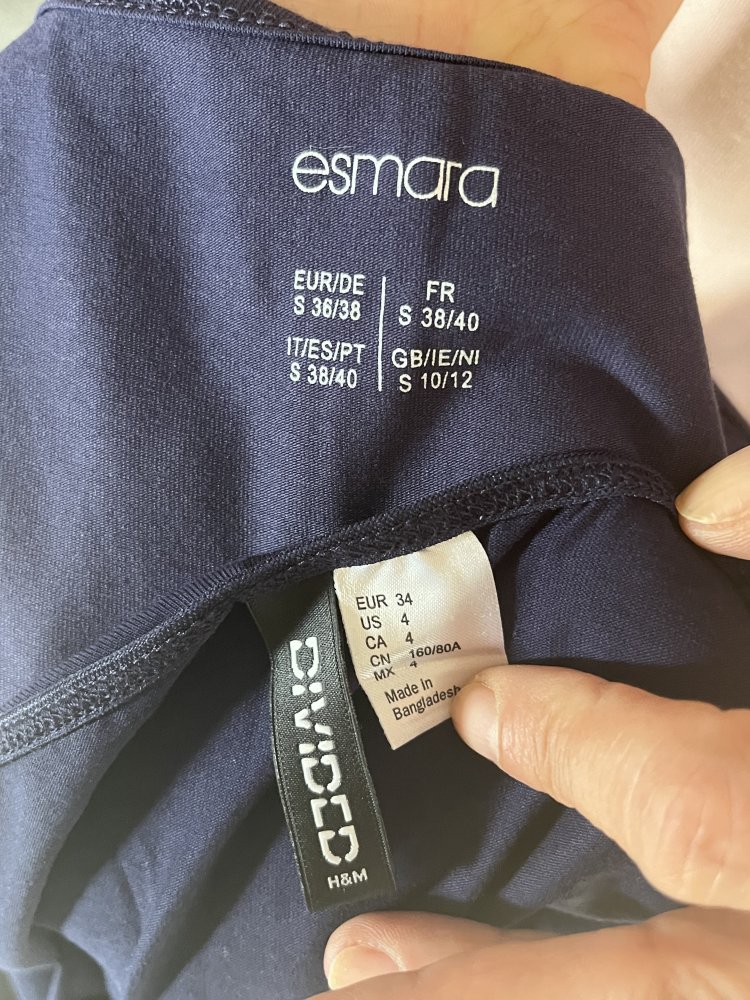 esmara
EUR/DE
S 36/38
FR
S 38/40
IT/ES/PT
S 38/40
GB/IE/NI
S 10/12
EUR 34
US 4
CA 4
CN 160/80A
MX 4
Made in
Bangladesh
DIVIDED
H&M